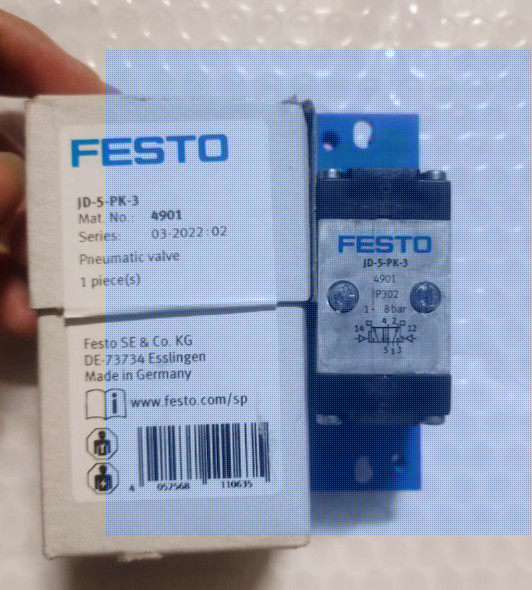 FESTO
JD-5-PK-3
Mat. No.: 4901
Series: 03-2022:02
Pneumatic valve
1 piece(s)
Festo SE & Co. KG
DE-73734 Esslingen
Made in Germany
www.festo.com/sp
4 052568 110635
FESTO
JD-5-PK-3
4901
P302
1- 8bar
4 2
14 12
5 1 3